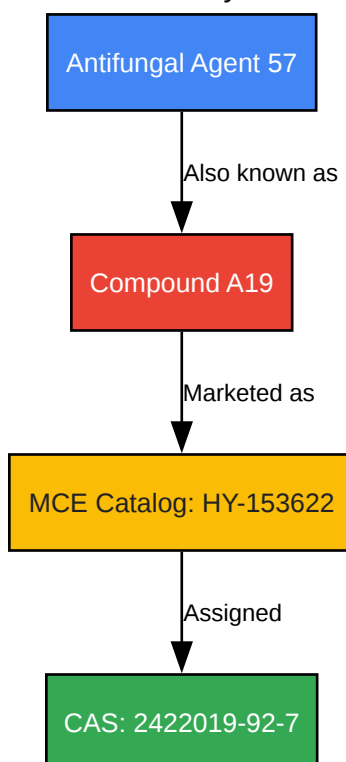 Antifungal Agent 57
Also known as
Compound A19
Marketed as
MCE Catalog: HY-153622
Assigned
CAS: 2422019-92-7